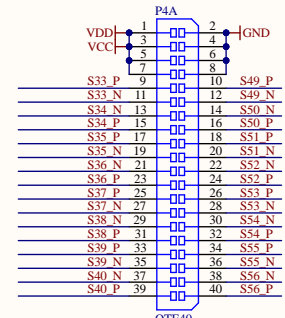 P4A
VDD 1 2 GND
VCC 3 4
5 6
7 8
S33_P 9 10 S49_P
S33_N 11 12 S49_N
S34_N 13 14 S50_N
S34_P 15 16 S50_P
S35_P 17 18 S51_P
S35_N 19 20 S51_N
S36_N 21 22 S52_N
S36_P 23 24 S52_P
S37_P 25 26 S53_P
S37_N 27 28 S53_N
S38_N 29 30 S54_N
S38_P 31 32 S54_P
S39_P 33 34 S55_P
S39_N 35 36 S55_N
S40_N 37 38 S56_N
S40_P 39 40 S56_P